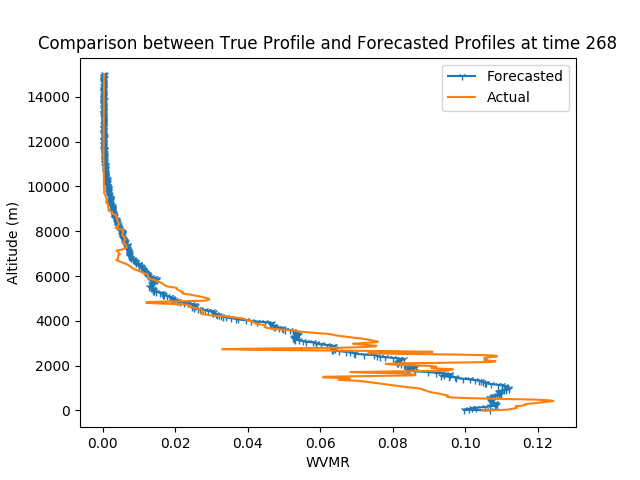 Comparison between True Profile and Forecasted Profiles at time 268
Forecasted
Actual
14000
12000
10000
8000
6000
4000
2000
0
Altitude (m)
0.00 0.02 0.04 0.06 0.08 0.10 0.12
WVMR